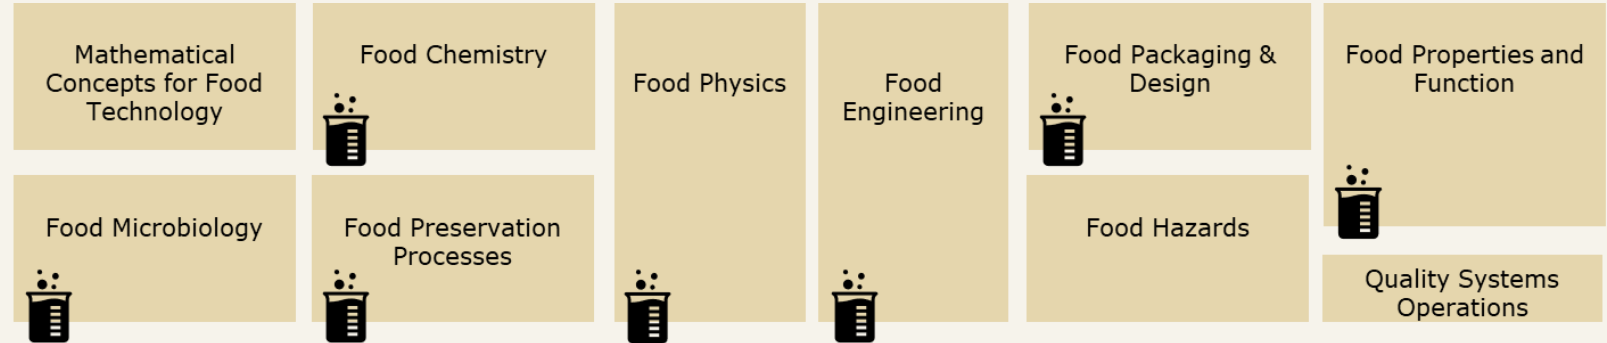 Mathematical
Concepts for Food
Technology
Food Chemistry
Food Physics
Food
Engineering
Food Packaging &
Design
Food Properties and
Function
Food Microbiology
Food Preservation
Processes
Food Hazards
Quality Systems
Operations